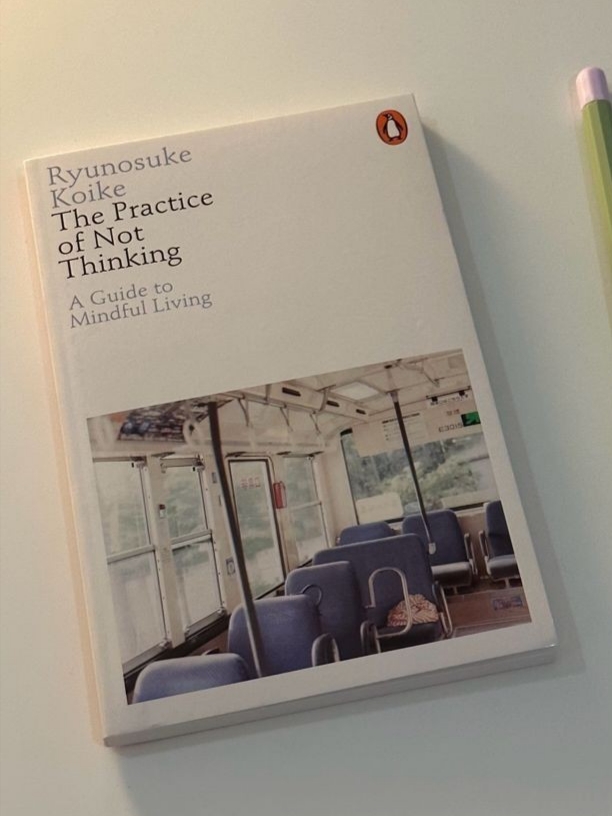 Ryunosuke
Koike
The Practice
of Not
Thinking
A Guide to
Mindful Living